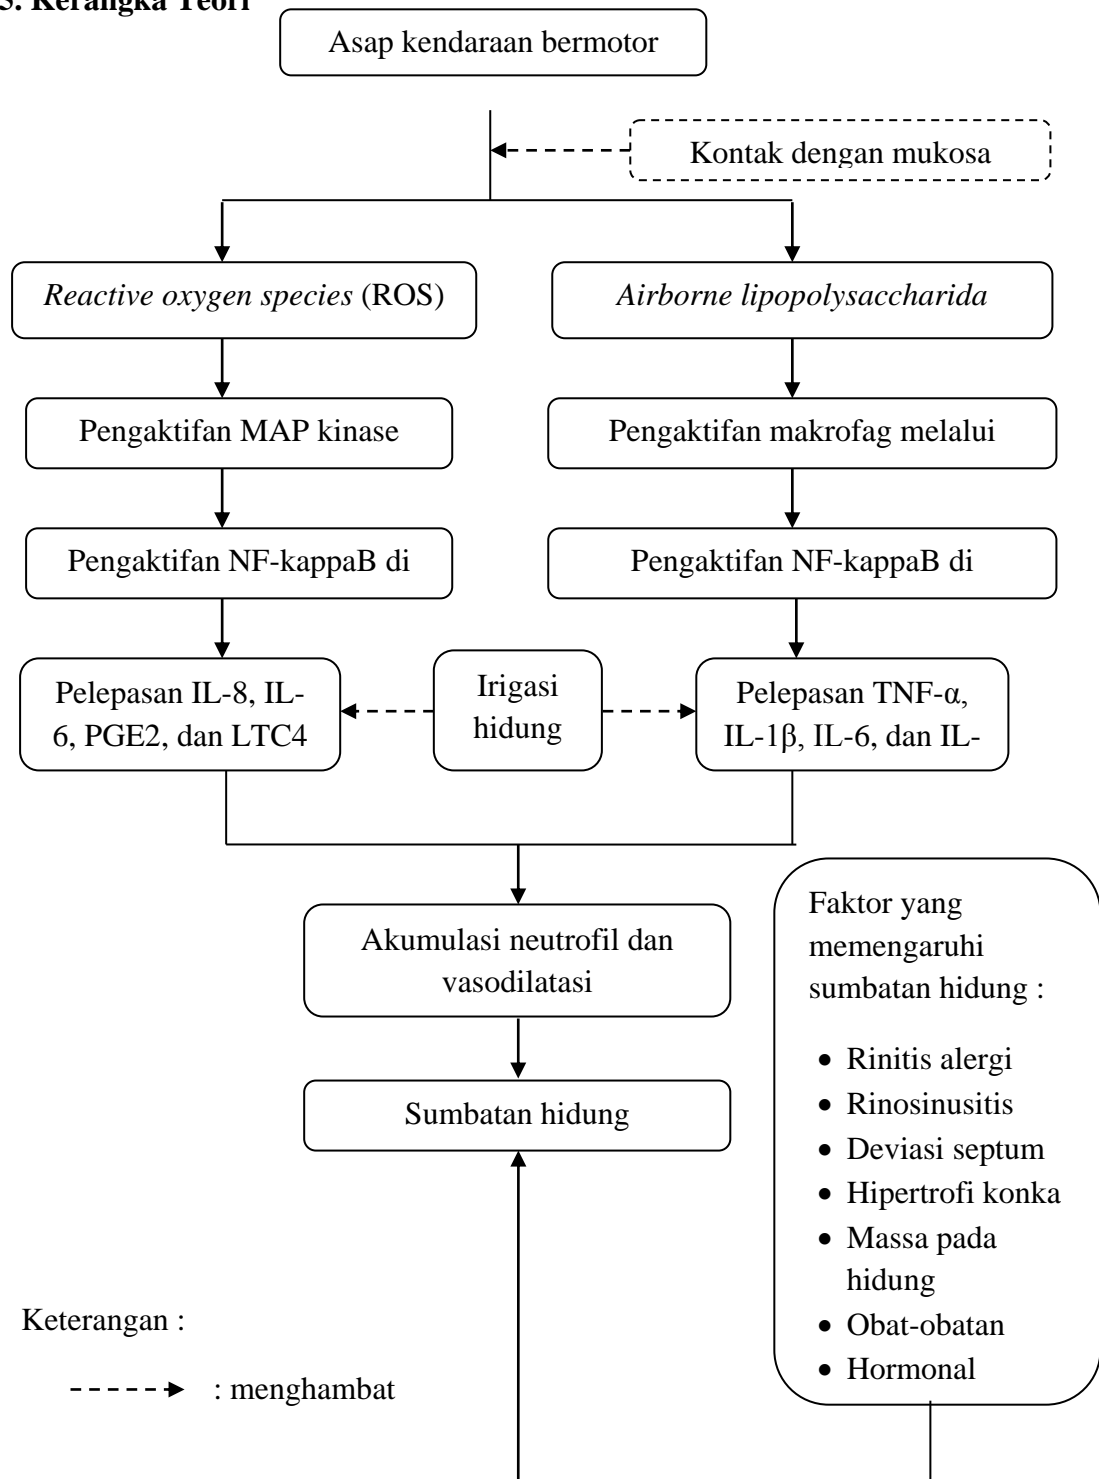 5. Kerangka Teori
Asap kendaraan bermotor
Kontak dengan mukosa
Reactive oxygen species (ROS)
Airborne lipopolysaccharida
Pengaktifan MAP kinase
Pengaktifan makrofag melalui
Pengaktifan NF-kappaB di
Pengaktifan NF-kappaB di
Pelepasan IL-8, IL-
6, PGE2, dan LTC4
Irigasi
hidung
Pelepasan TNF-α,
IL-1β, IL-6, dan IL-
Akumulasi neutrofil dan
vasodilatasi
Sumbatan hidung
Faktor yang
memengaruhi
sumbatan hidung :
• Rinitis alergi
• Rinosinusitis
• Deviasi septum
• Hipertrofi konka
• Massa pada
hidung
• Obat-obatan
• Hormonal
Keterangan :
: menghambat